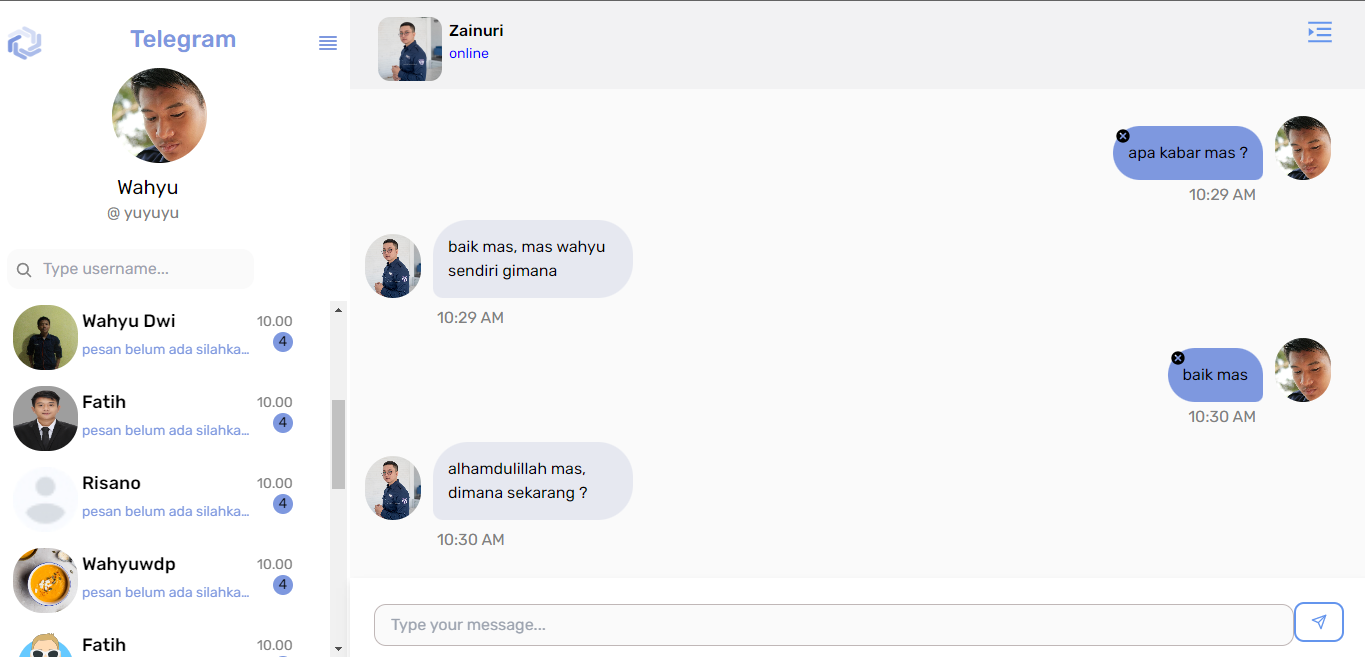 Telegram
Wahyu
@ yuyuyu
Type username...
Wahyu Dwi
10.00
pesan belum ada silahka...
4
Fatih
10.00
pesan belum ada silahka...
4
Risano
10.00
pesan belum ada silahka...
4
Wahyuwdp
10.00
pesan belum ada silahka...
4
Fatih
10.00
Zainuri
online
apa kabar mas ?
10:29 AM
baik mas, mas wahyu
sendiri gimana
10:29 AM
baik mas
10:30 AM
alhamdulillah mas,
dimana sekarang ?
10:30 AM
Type your message...